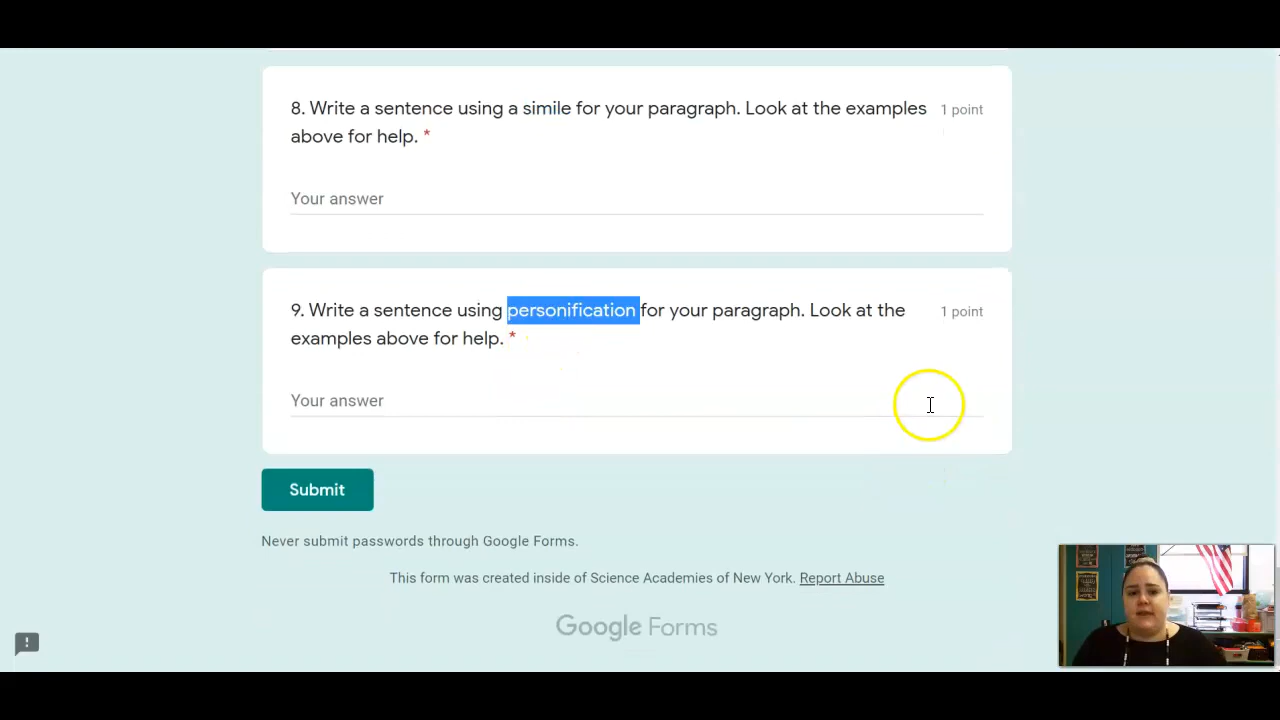 8. Write a sentence using a simile for your paragraph. Look at the examples
1 point
above for help. *
Your answer
9. Write a sentence using personification for your paragraph. Look at the
1 point
examples above for help. *
Your answer
Submit
Never submit passwords through Google Forms.
This form was created inside of Science Academies of New York. Report Abuse
Google Forms